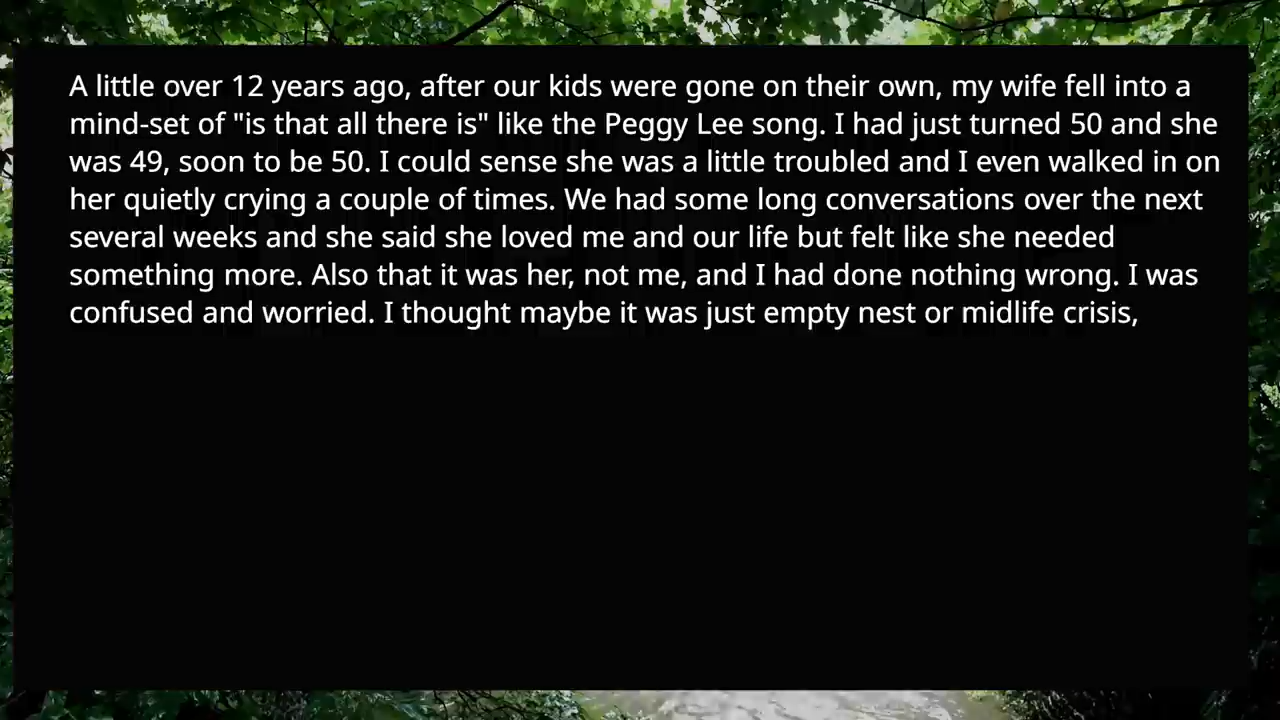 A little over 12 years ago, after our kids were gone on their own, my wife fell into a
mind-set of "is that all there is" like the Peggy Lee song. I had just turned 50 and she
was 49, soon to be 50. I could sense she was a little troubled and I even walked in on
her quietly crying a couple of times. We had some long conversations over the next
several weeks and she said she loved me and our life but felt like she needed
something more. Also that it was her, not me, and I had done nothing wrong. I was
confused and worried. I thought maybe it was just empty nest or midlife crisis,